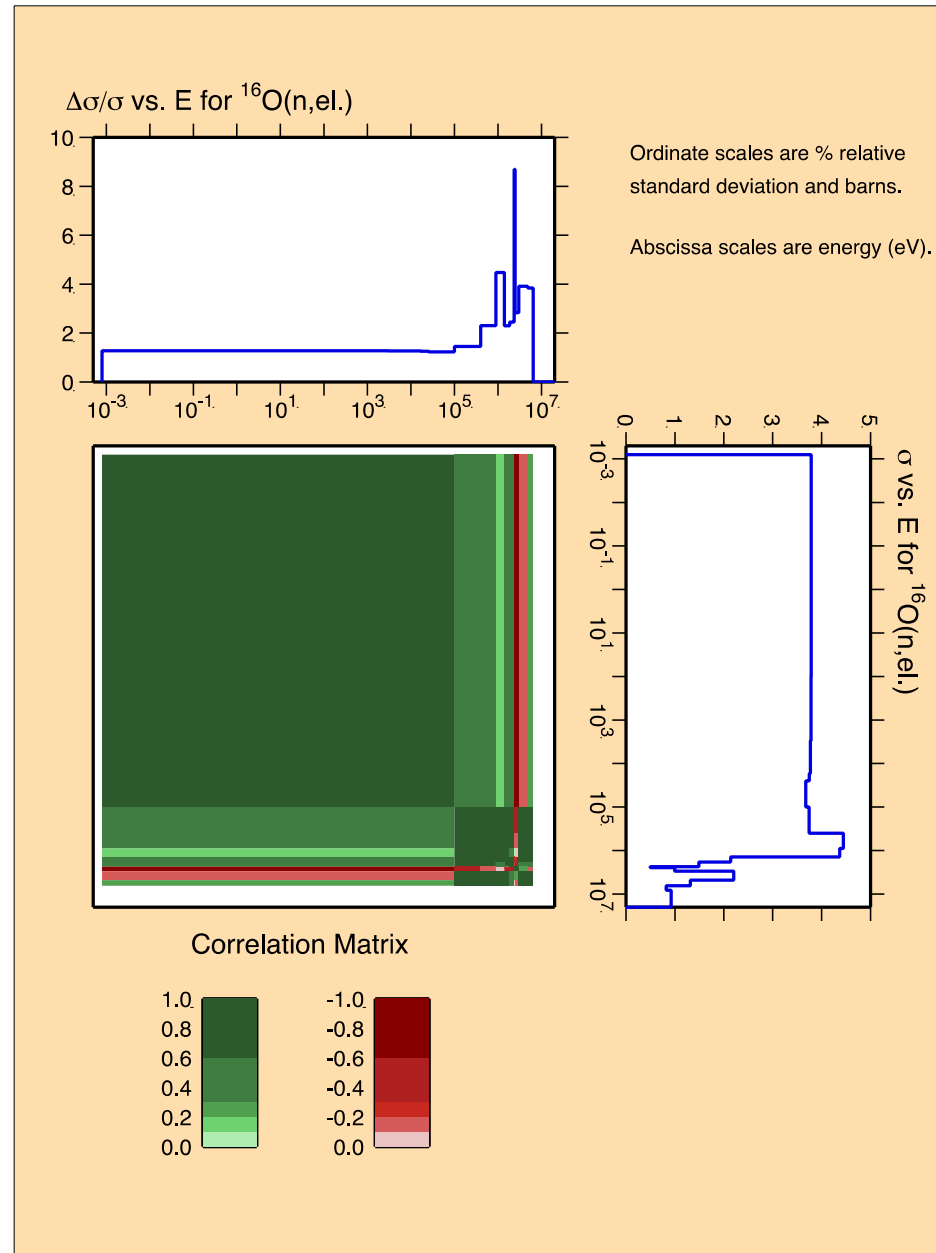 Δσ/σ vs. E for ¹⁶O(n,el.)
10.
8.
6.
4.
2.
0.
10⁻³. 10⁻¹. 10¹. 10³. 10⁵. 10⁷.
Ordinate scales are % relative
standard deviation and barns.
Abscissa scales are energy (eV).
.0 .1 .2 .3 .4 .5
10⁻³.
10⁻¹.
10¹.
10³.
10⁵.
10⁷.
σ vs. E for ¹⁶O(n,el.)
Correlation Matrix
1.0 -1.0
0.8 -0.8
0.6 -0.6
0.4 -0.4
0.2 -0.2
0.0 0.0